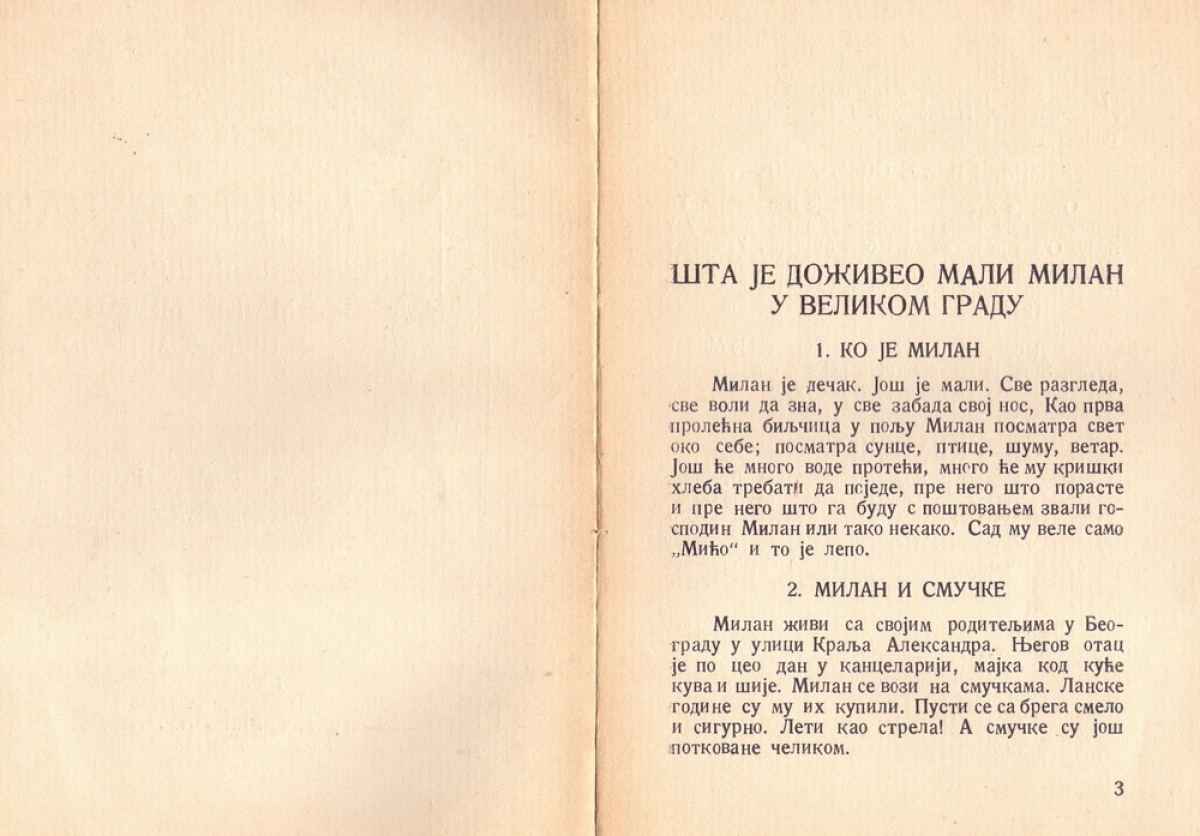 ШТА ЈЕ ДОЖИВЕО МАЛИ МИЛАН
У ВЕЛИКОМ ГРАДУ
1. КО ЈЕ МИЛАН
Милан је дечак. Још је мали. Све разгледа,
све воли да зна, у све забада свој нос, Као прва
пролећна биљчица у пољу Милан посматра свет
око себе; посматра сунце, птице, шуму, ветар.
Још ће много воде протећи, много ће му кришки
хлеба требати да поједе, пре него што порасте
и пре него што га буду с поштовањем звали го-
сподин Милан или тако некако. Сад му веле само
„Мићо“ и то је лепо.
2. МИЛАН И СМУЧКЕ
Милан живи са својим родитељима у Бео-
граду у улици Краља Александра. Његов отац
је по цео дан у канцеларији, мајка код куће
кува и шије. Милан се вози на смучкама. Ланске
године су му их купили. Пусти се са брега смело
и сигурно. Лети као стрела! А смучке су још
потковане челиком.
3